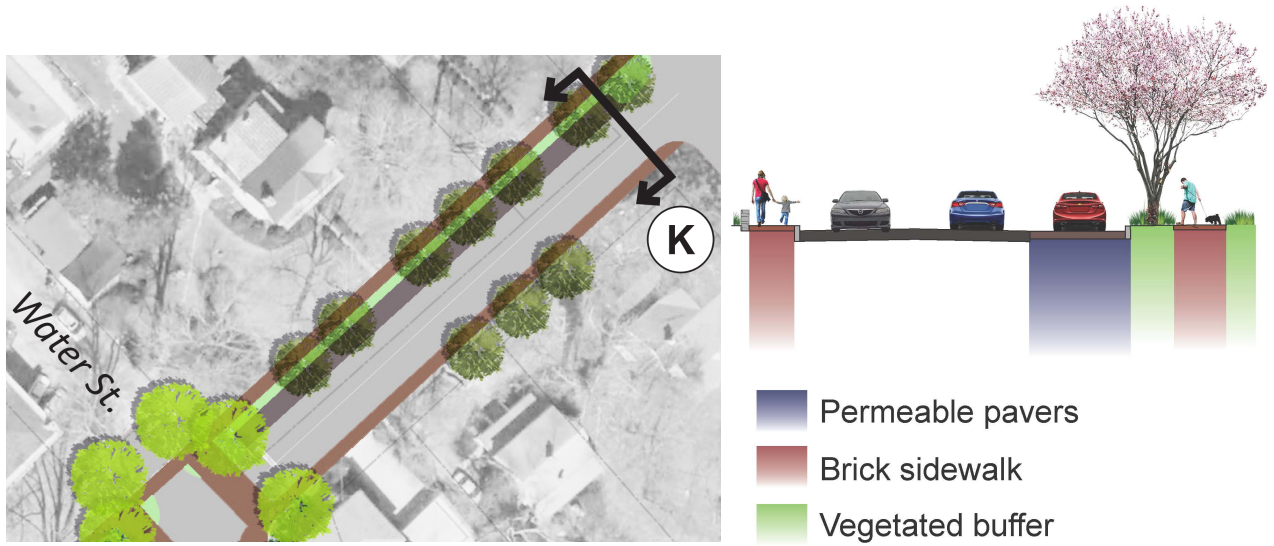 K
Water St.
Permeable pavers
Brick sidewalk
Vegetated buffer